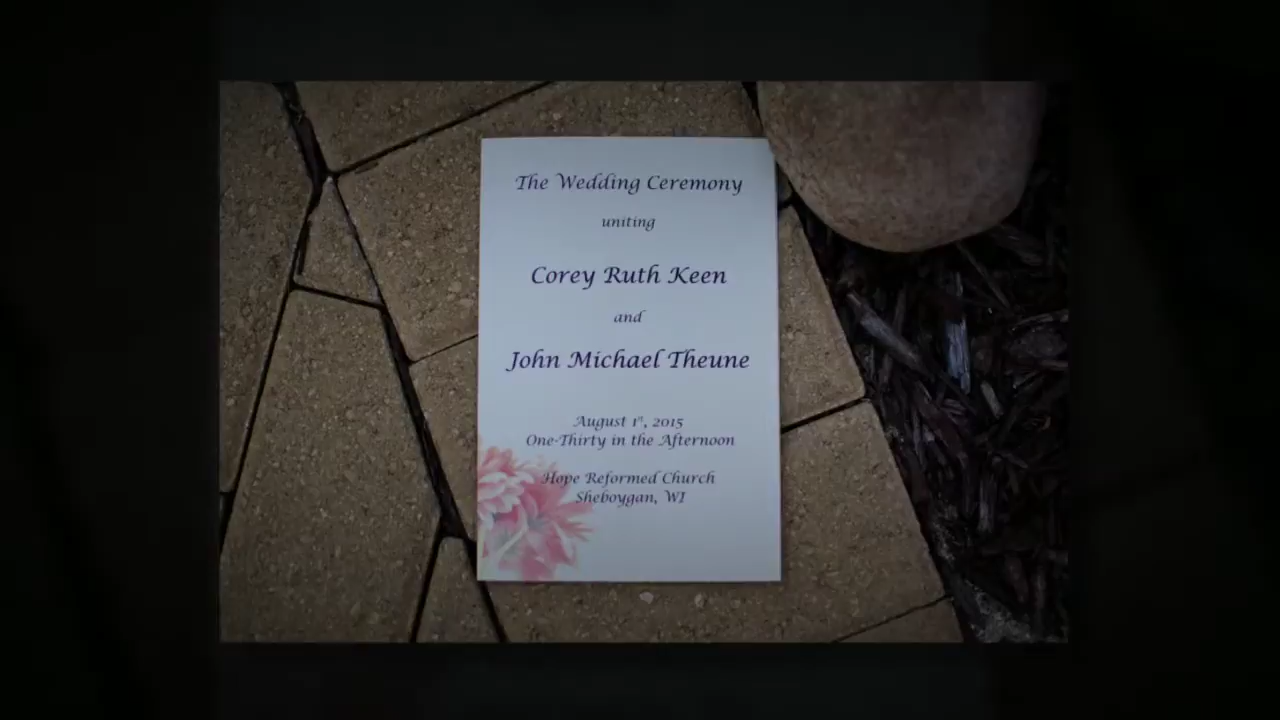 The Wedding Ceremony
uniting
Corey Ruth Keen
and
John Michael Theune
August 1st, 2015
One-Thirty in the Afternoon
Hope Reformed Church
Sheboygan, WI